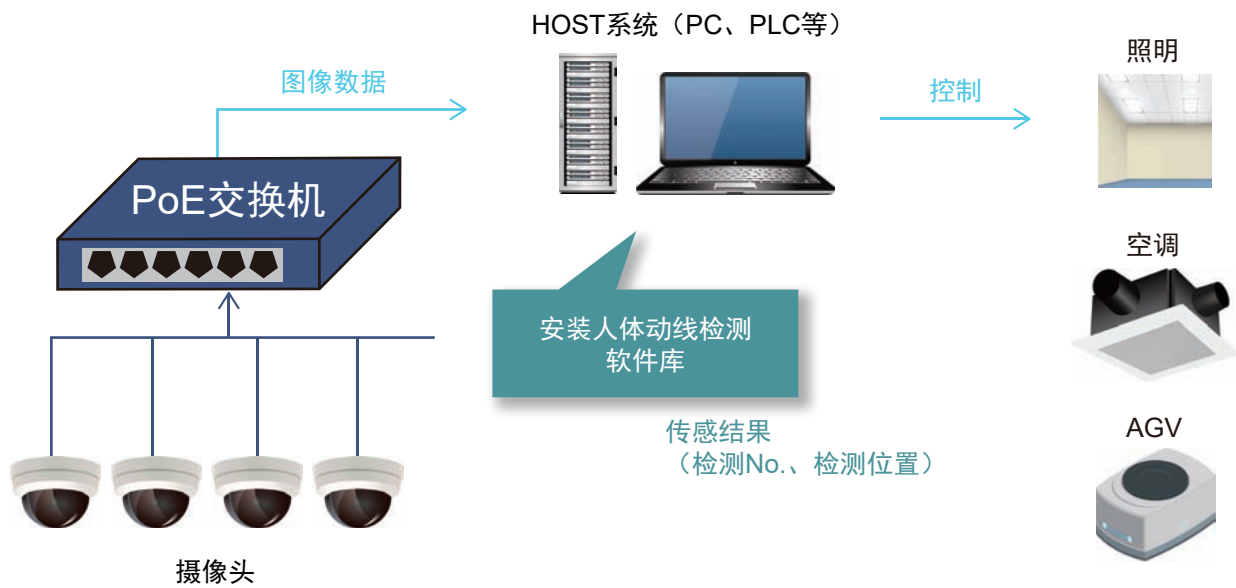 HOST系统（PC、PLC等）
照明
图像数据
控制
PoE交换机
空调
安装人体动线检测
软件库
传感结果
（检测No.、检测位置）
AGV
摄像头